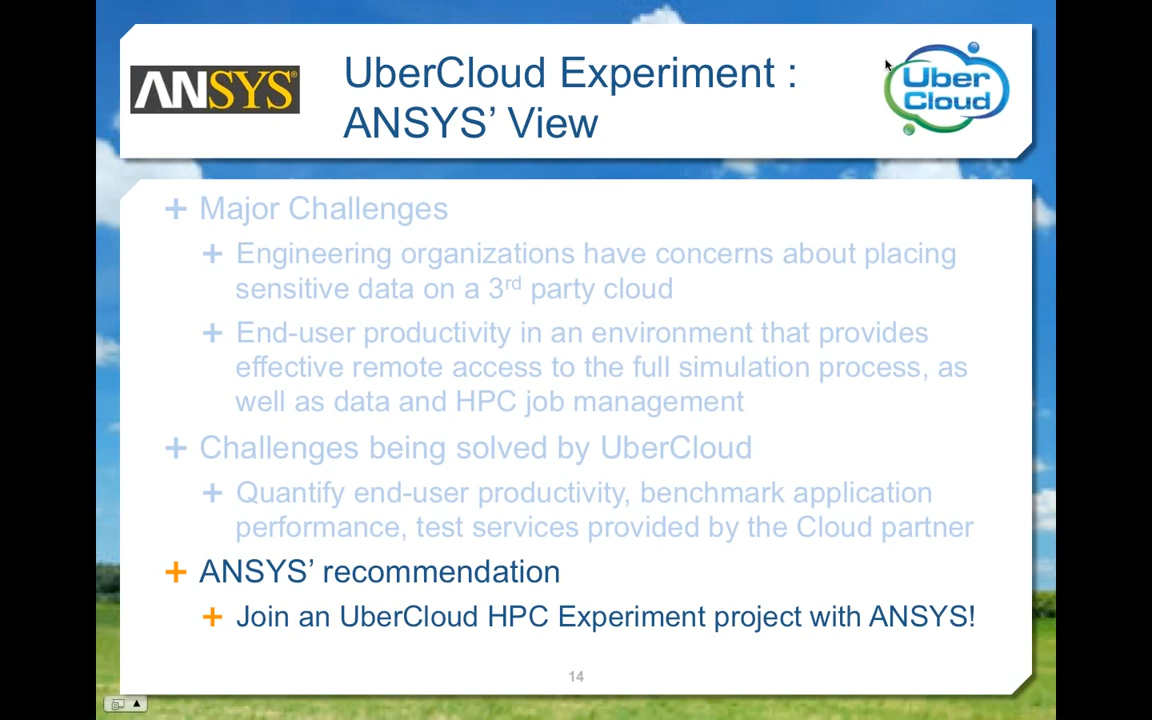 ANSYS®
UberCloud Experiment :
ANSYS’ View
Uber
Cloud
+ Major Challenges
+ Engineering organizations have concerns about placing
sensitive data on a 3rd party cloud
+ End-user productivity in an environment that provides
effective remote access to the full simulation process, as
well as data and HPC job management
+ Challenges being solved by UberCloud
+ Quantify end-user productivity, benchmark application
performance, test services provided by the Cloud partner
+ ANSYS’ recommendation
+ Join an UberCloud HPC Experiment project with ANSYS!
14